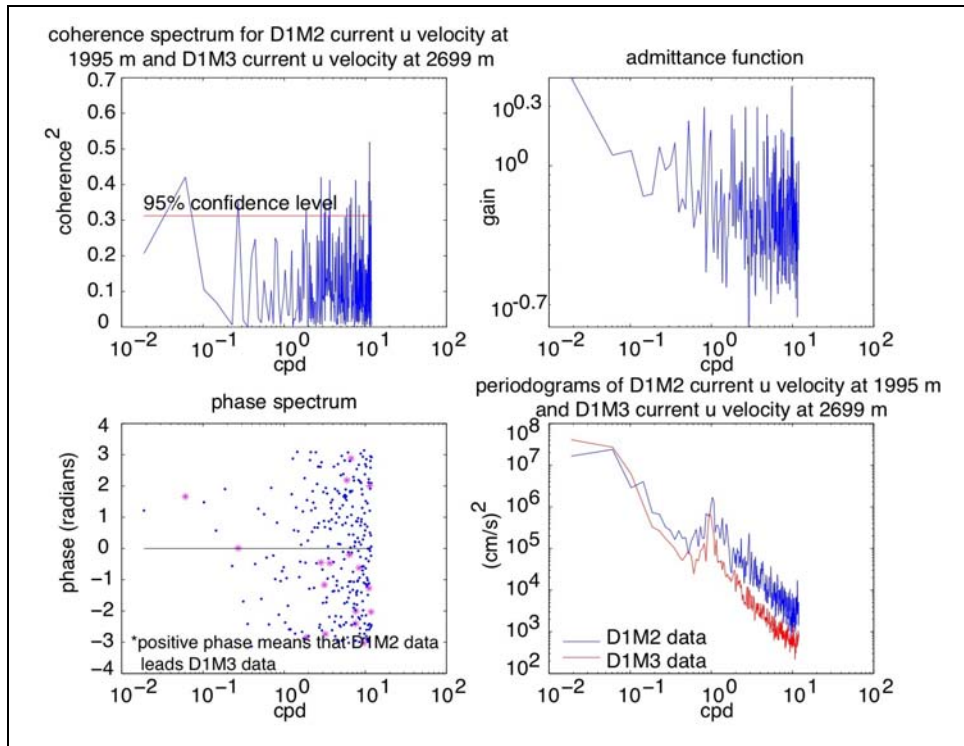 coherence spectrum for D1M2 current u velocity at
1995 m and D1M3 current u velocity at 2699 m
0.7
0.6
0.5
0.4
0.3
0.2
0.1
0
coherence²
95% confidence level
10⁻² 10⁻¹ 10⁰ 10¹ 10²
cpd
admittance function
10^0.3
10⁰
10^-0.7
gain
10⁻² 10⁻¹ 10⁰ 10¹ 10²
cpd
phase spectrum
4
3
2
1
0
−1
−2
−3
−4
phase (radians)
*positive phase means that D1M2 data
leads D1M3 data
10⁻² 10⁻¹ 10⁰ 10¹ 10²
cpd
periodograms of D1M2 current u velocity at 1995 m
and D1M3 current u velocity at 2699 m
10⁸
10⁷
10⁶
10⁵
10⁴
10³
10²
(cm/s)²
D1M2 data
D1M3 data
10⁻² 10⁻¹ 10⁰ 10¹ 10²
cpd